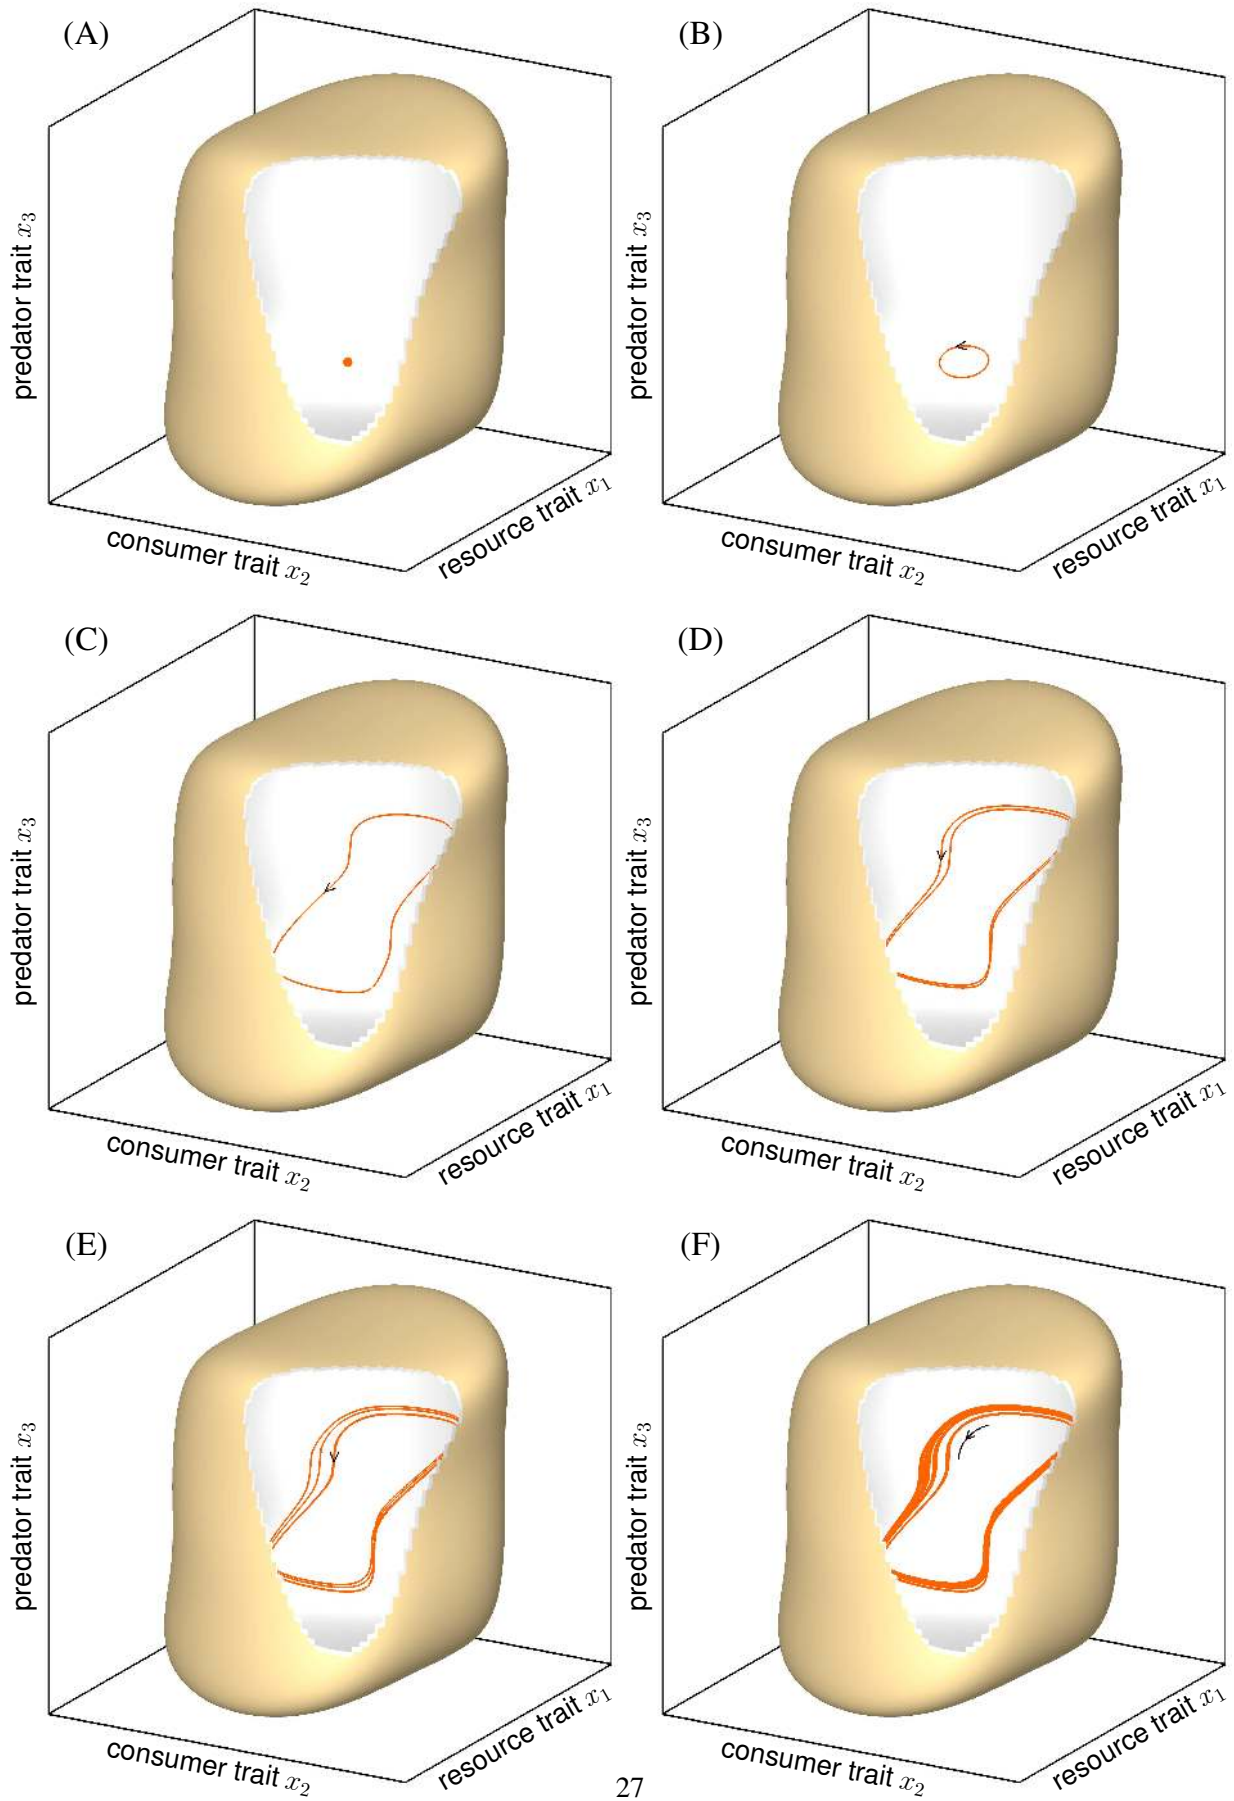 (A)
predator trait x₃
consumer trait x₂
resource trait x₁
(B)
predator trait x₃
consumer trait x₂
resource trait x₁
(C)
predator trait x₃
consumer trait x₂
resource trait x₁
(D)
predator trait x₃
consumer trait x₂
resource trait x₁
(E)
predator trait x₃
consumer trait x₂
resource trait x₁
(F)
predator trait x₃
consumer trait x₂
resource trait x₁
27